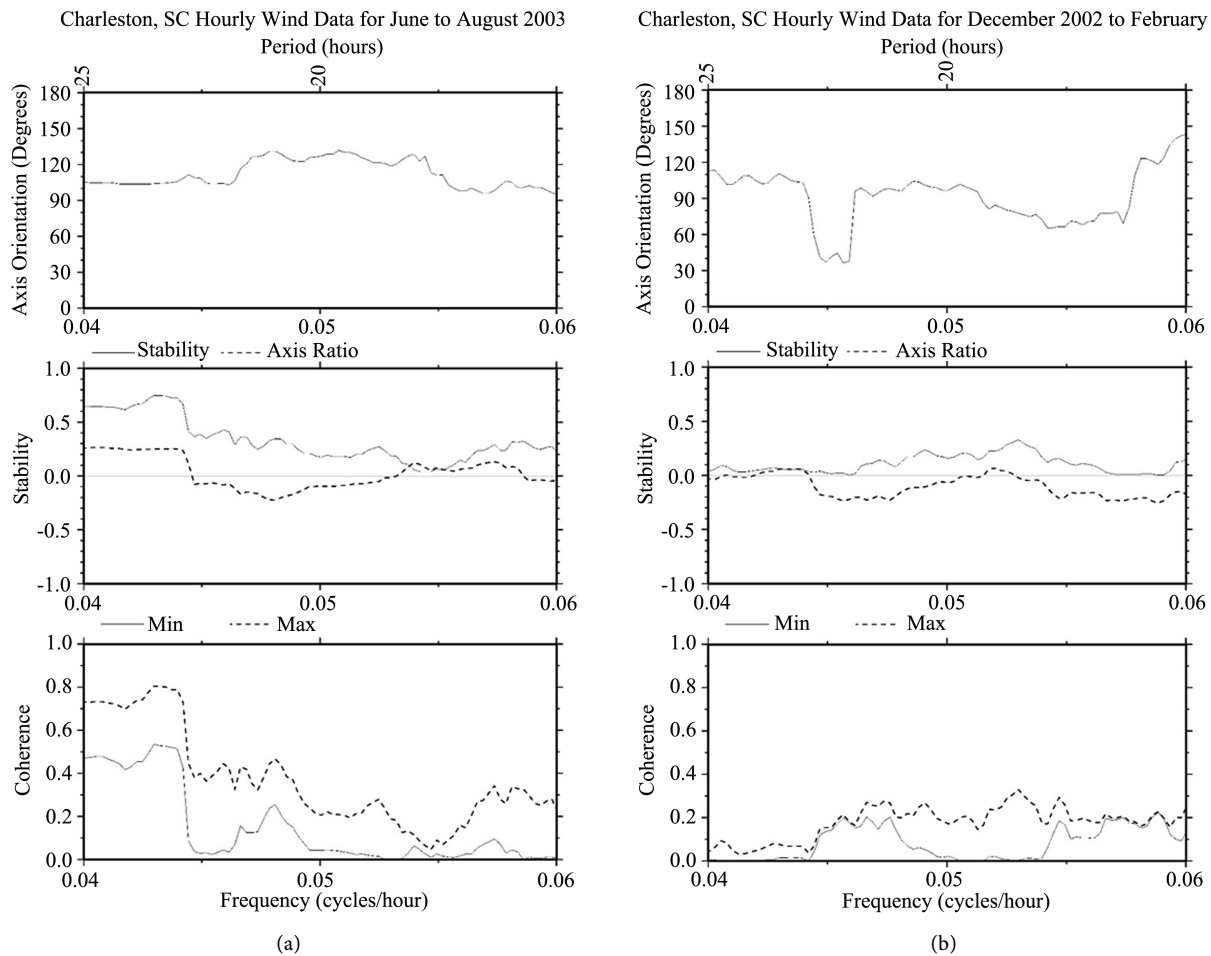 Charleston, SC Hourly Wind Data for June to August 2003
Period (hours)
25
20
180
150
120
90
60
30
0
Axis Orientation (Degrees)
0.04
0.05
0.06
Stability
Axis Ratio
1.0
0.5
0.0
-0.5
-1.0
Stability
0.04
0.05
0.06
Min
Max
1.0
0.8
0.6
0.4
0.2
0.0
Coherence
0.04
0.05
0.06
Frequency (cycles/hour)
(a)
Charleston, SC Hourly Wind Data for December 2002 to February
Period (hours)
25
20
180
150
120
90
60
30
0
Axis Orientation (Degrees)
0.04
0.05
0.06
Stability
Axis Ratio
1.0
0.5
0.0
-0.5
-1.0
Stability
0.04
0.05
0.06
Min
Max
1.0
0.8
0.6
0.4
0.2
0.0
Coherence
0.04
0.05
0.06
Frequency (cycles/hour)
(b)